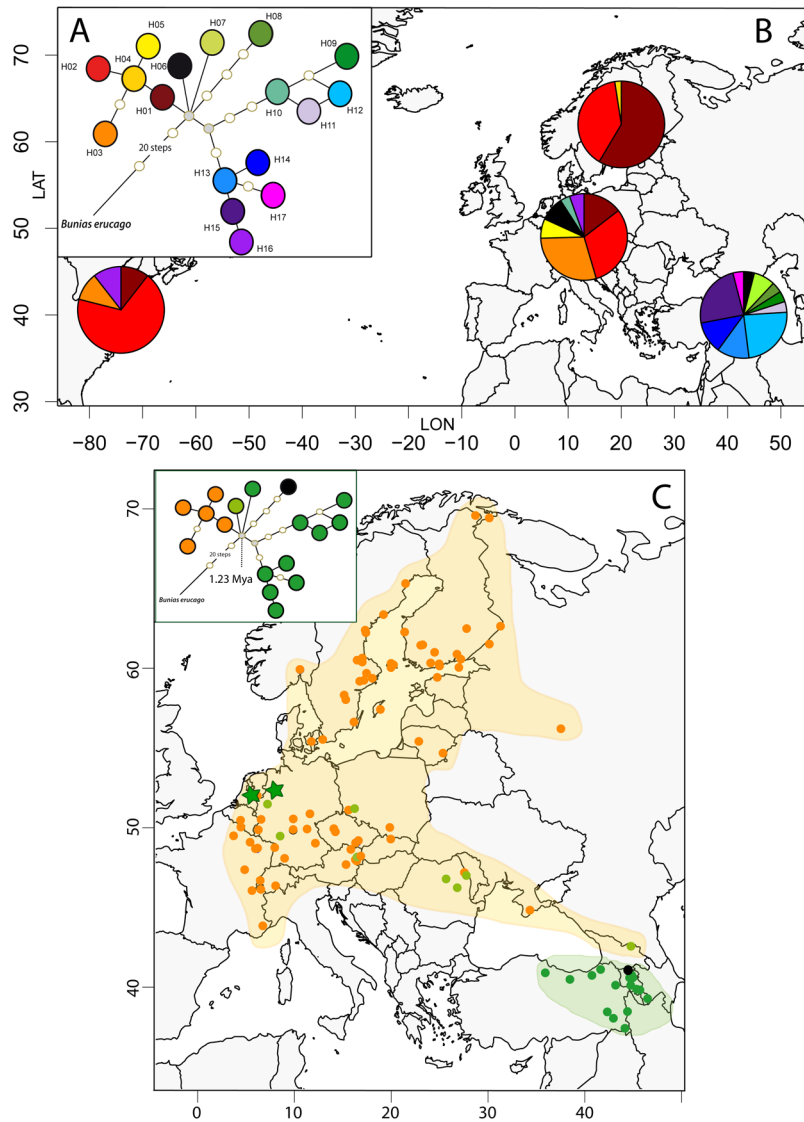 A
B
H05
H07
H08
H09
H02
H04
H06
H01
H10
H12
H11
H03
20 steps
H13
H14
H17
H15
H16
Bunias erucago
70
60
LAT
50
40
30
−80 −70 −60 −50 −40 −30 −20 −10 0 10 20 30 40 50
LON
C
20 steps
1.23 Mya
Bunias erucago
70
60
50
40
0 10 20 30 40 50